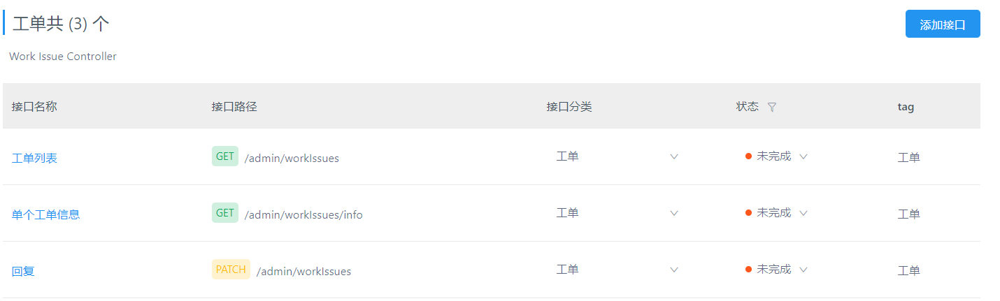 工单共 (3) 个
添加接口
Work Issue Controller
接口名称 接口路径 接口分类 状态 tag
工单列表 GET /admin/workIssues 工单 未完成 工单
单个工单信息 GET /admin/workIssues/info 工单 未完成 工单
回复 PATCH /admin/workIssues 工单 未完成 工单